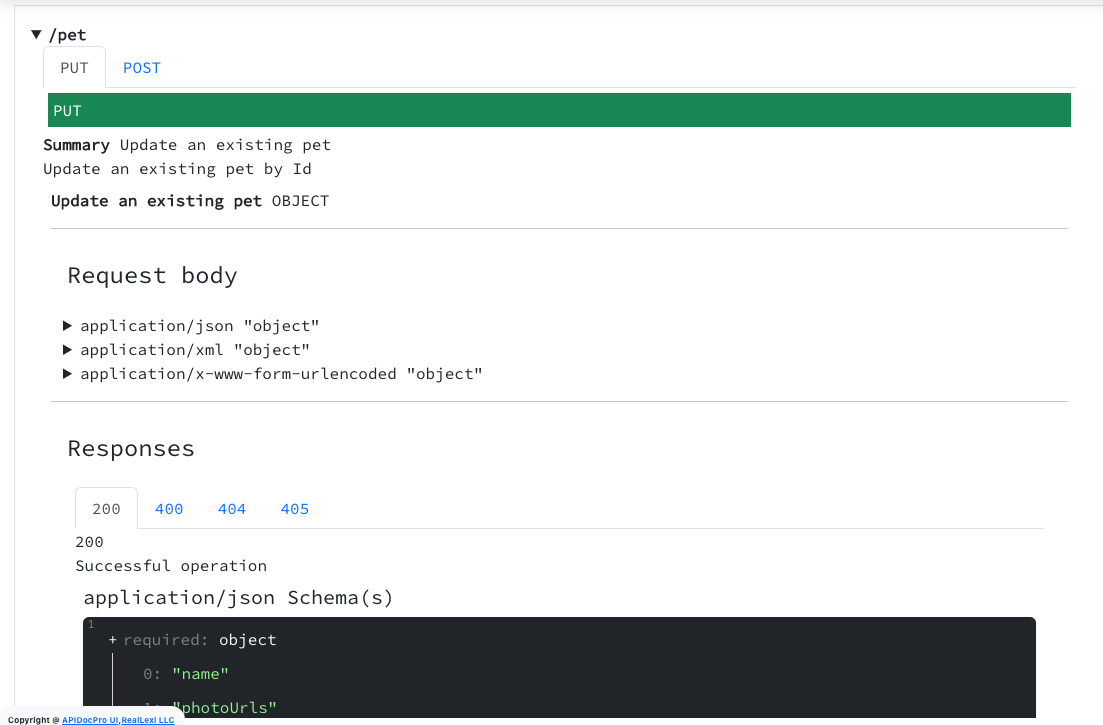 ▼ /pet
PUT POST
PUT
Summary Update an existing pet
Update an existing pet by Id
Update an existing pet OBJECT
Request body
▶ application/json "object"
▶ application/xml "object"
▶ application/x-www-form-urlencoded "object"
Responses
200 400 404 405
200
Successful operation
application/json Schema(s)
1
+ required: object
0: "name"
1: "photoUrls"
Copyright @ APIDocPro UI,RealLexi LLC